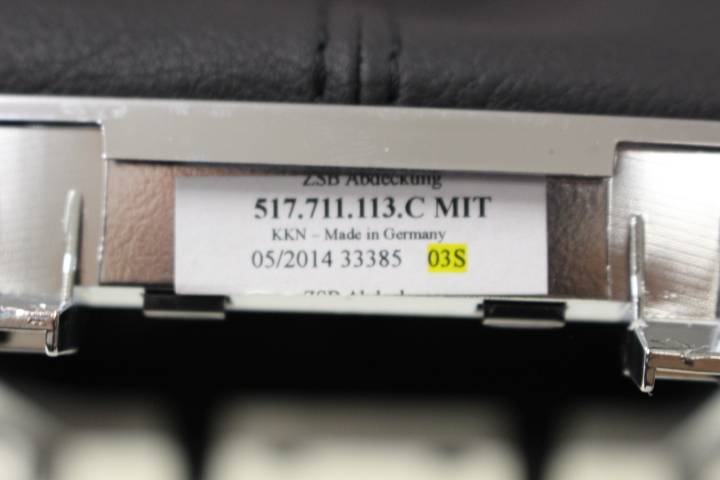 ZSB Abdeckung
517.711.113.C MIT
KKN – Made in Germany
05/2014 33385 03S